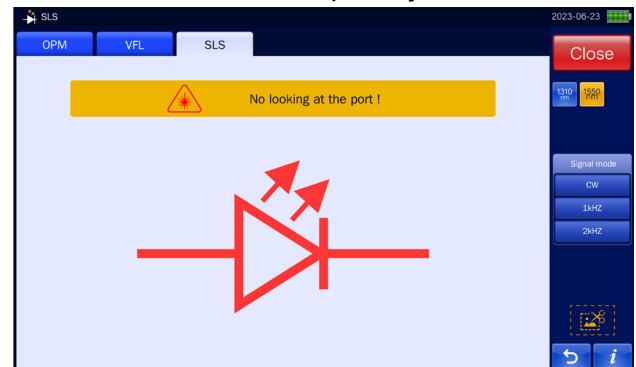 SLS
2023-06-23
OPM
VFL
SLS
Close
No looking at the port !
1310
nm
1550
nm
Signal mode
CW
1kHZ
2kHZ
i